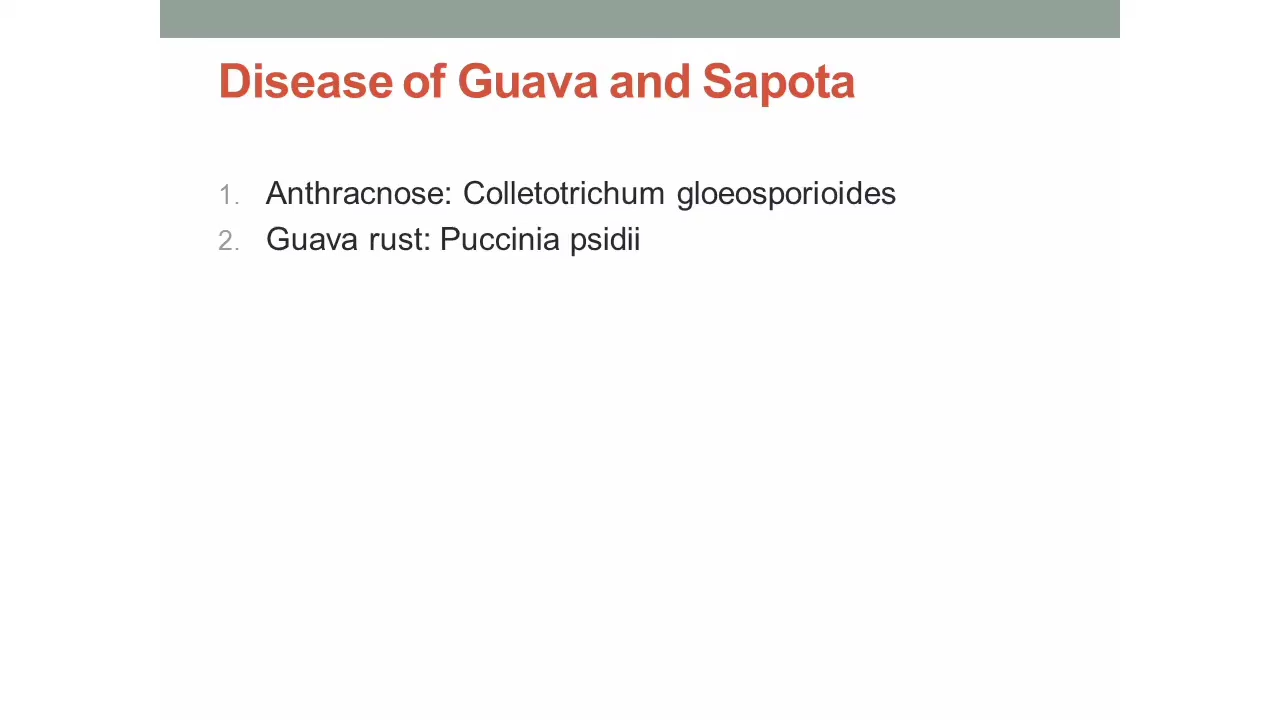 Disease of Guava and Sapota
1. Anthracnose: Colletotrichum gloeosporioides
2. Guava rust: Puccinia psidii